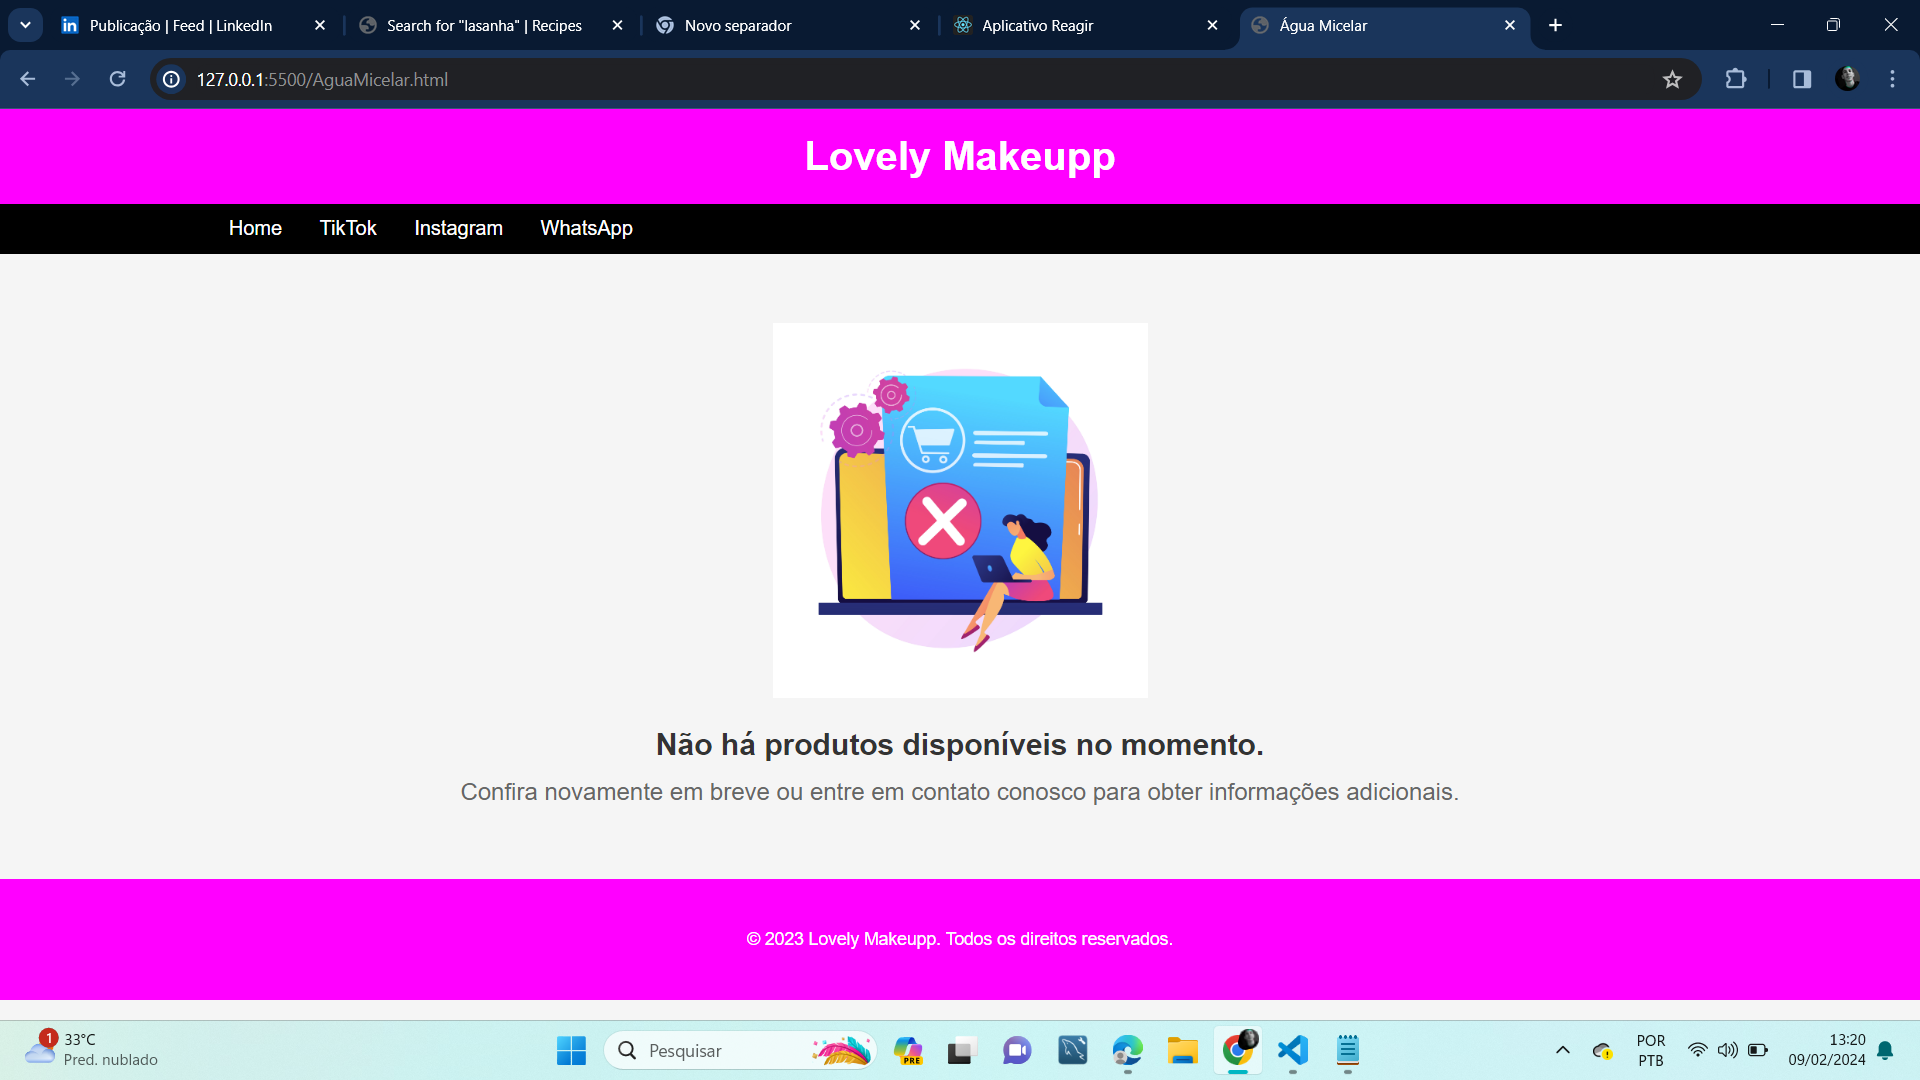 Publicação | Feed | LinkedIn
Search for "lasanha" | Recipes
Novo separador
Aplicativo Reagir
Água Micelar
127.0.0.1:5500/AguaMicelar.html
Lovely Makeupp
Home TikTok Instagram WhatsApp
Não há produtos disponíveis no momento.
Confira novamente em breve ou entre em contato conosco para obter informações adicionais.
© 2023 Lovely Makeupp. Todos os direitos reservados.
1
33°C
Pred. nublado
Pesquisar
PRE
POR
PTB
13:20
09/02/2024